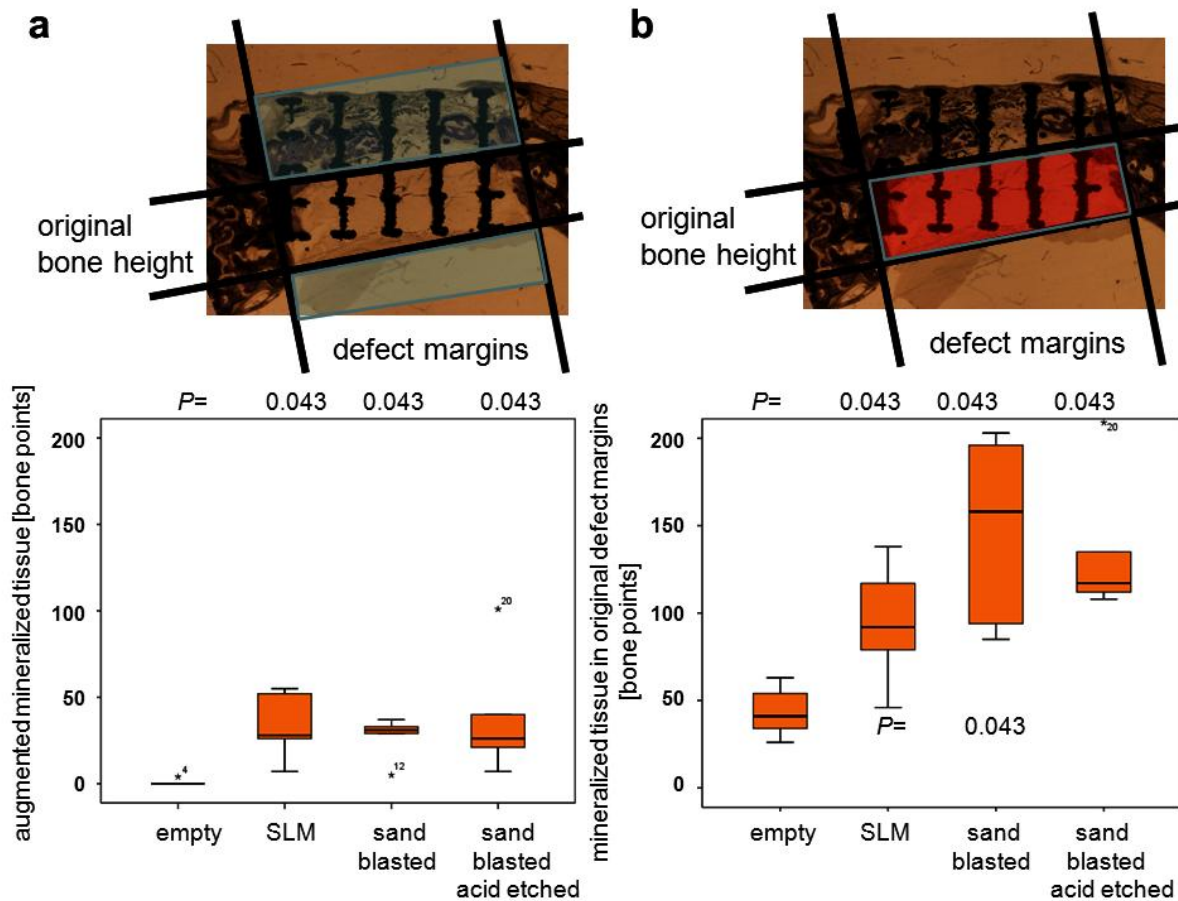 a
original
bone height
defect margins
P= 0.043 0.043 0.043
augmented mineralized tissue [bone points]
200
150
100
50
0
*4
*12
*20
empty
SLM
sand
blasted
sand
blasted
acid etched
b
original
bone height
defect margins
P= 0.043 0.043 0.043
mineralized tissue in original defect margins
[bone points]
200
150
100
50
0
*20
P= 0.043
empty
SLM
sand
blasted
sand
blasted
acid etched